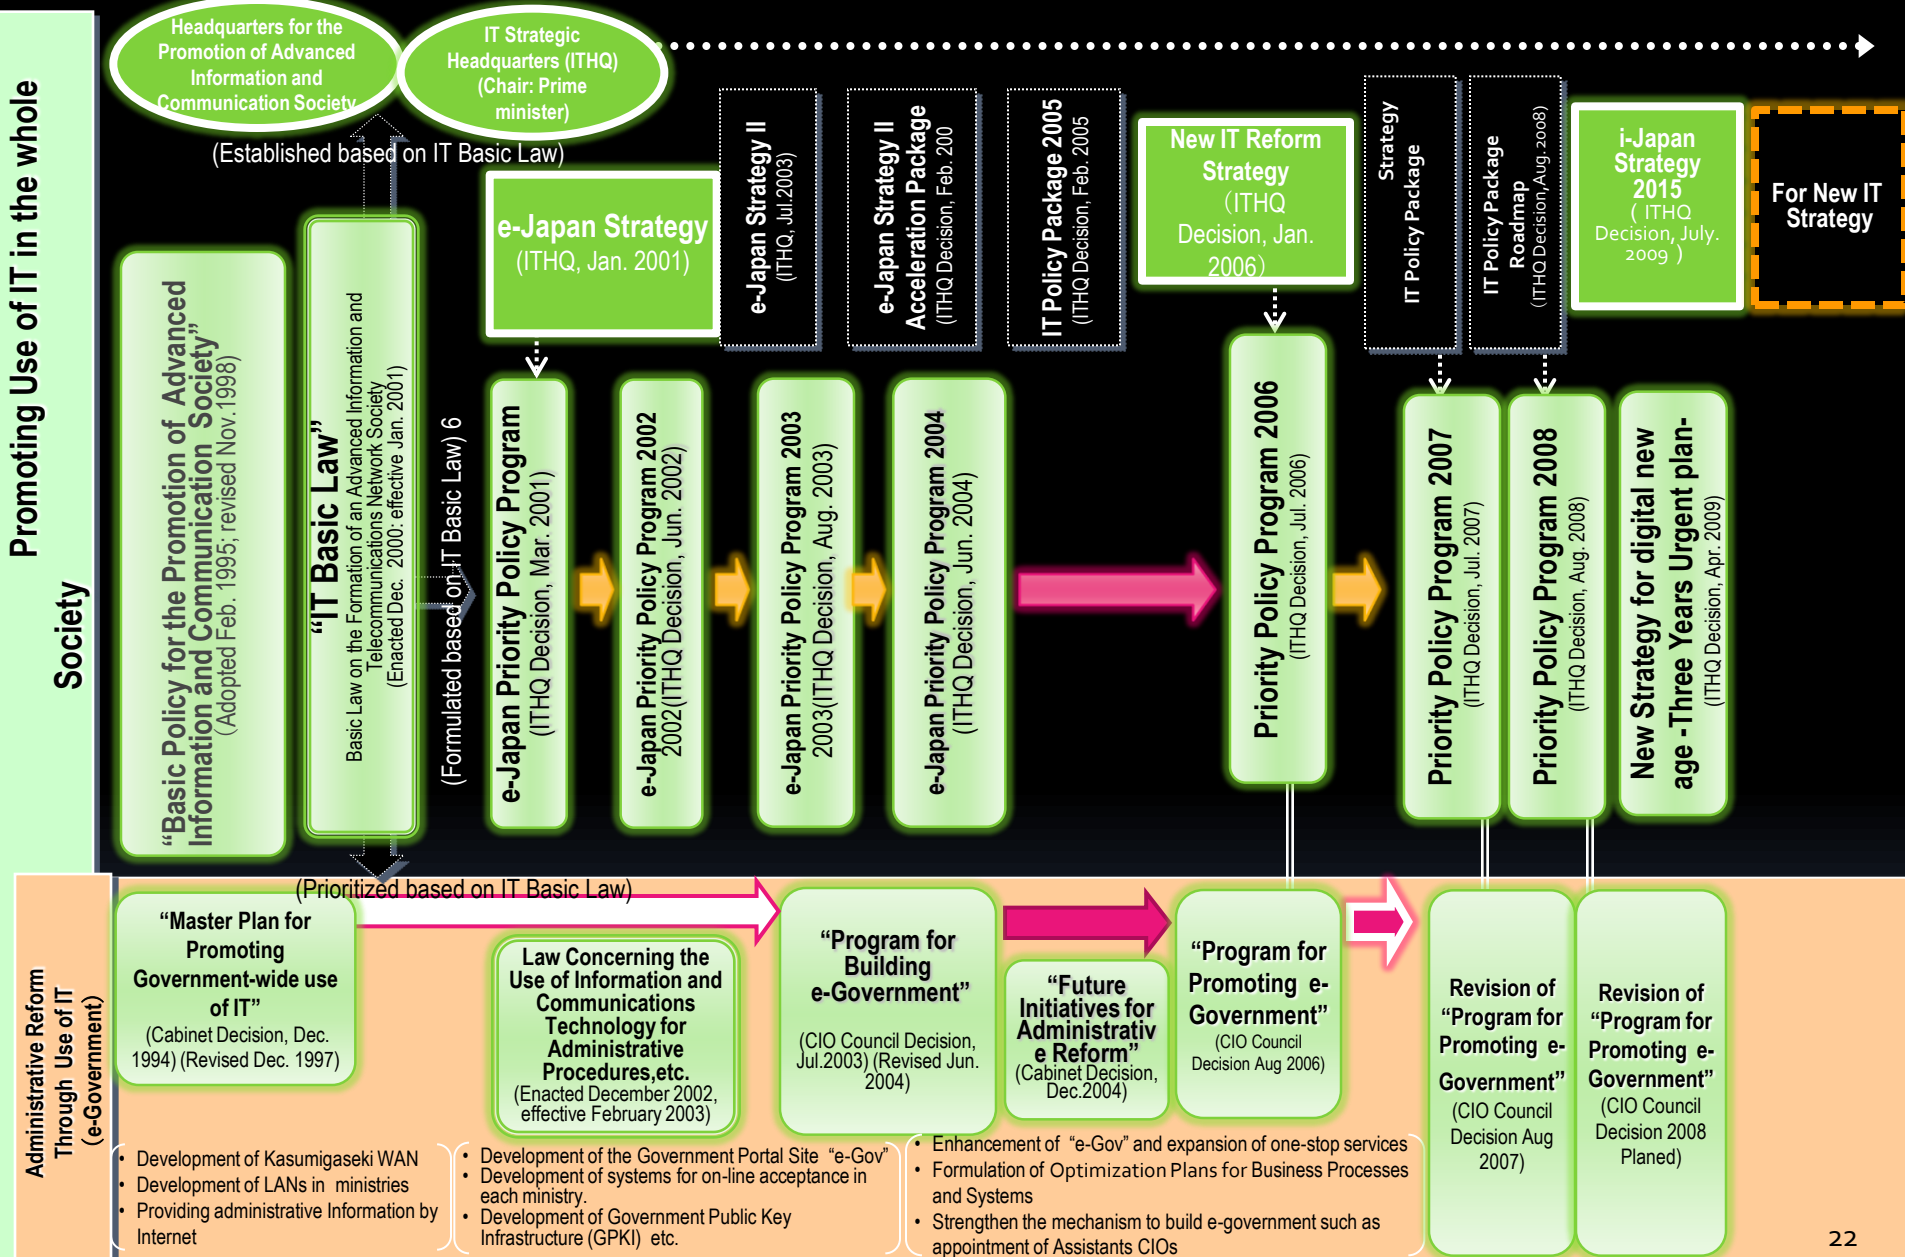 Promoting Use of IT in the whole
Society
Headquarters for the
Promotion of Advanced
Information and
Communication Society
IT Strategic
Headquarters (ITHQ)
(Chair: Prime
minister)
(Established based on IT Basic Law)
“Basic Policy for the Promotion of Advanced
Information and Communication Society”
(Adopted Feb. 1995; revised Nov.1998)
“IT Basic Law”
Basic Law on the Formation of an Advanced Information and
Telecommunications Network Society
(Enacted Dec. 2000: effective Jan. 2001)
(Formulated based on IT Basic Law) 6
e-Japan Strategy
(ITHQ, Jan. 2001)
e-Japan Strategy II
(ITHQ, Jul.2003)
e-Japan Strategy II
Acceleration Package
(ITHQ Decision, Feb. 200
IT Policy Package 2005
(ITHQ Decision, Feb. 2005
New IT Reform
Strategy
（ITHQ
Decision, Jan.
2006）
Strategy
IT Policy Package
IT Policy Package
Roadmap
(ITHQ Decision,Aug. 2008)
i-Japan
Strategy
2015
( ITHQ
Decision, July.
2009 )
For New IT
Strategy
e-Japan Priority Policy Program
(ITHQ Decision, Mar. 2001)
e-Japan Priority Policy Program 2002
2002(ITHQ Decision, Jun. 2002)
e-Japan Priority Policy Program 2003
2003(ITHQ Decision, Aug. 2003)
e-Japan Priority Policy Program 2004
(ITHQ Decision, Jun. 2004)
Priority Policy Program 2006
(ITHQ Decision, Jul. 2006)
Priority Policy Program 2007
(ITHQ Decision, Jul. 2007)
Priority Policy Program 2008
(ITHQ Decision, Aug. 2008)
New Strategy for digital new
age -Three Years Urgent plan-
(ITHQ Decision, Apr. 2009)
Administrative Reform
Through Use of IT
(e-Government)
(Prioritized based on IT Basic Law)
“Master Plan for
Promoting
Government-wide use
of IT”
(Cabinet Decision, Dec.
1994) (Revised Dec. 1997)
Law Concerning the
Use of Information and
Communications
Technology for
Administrative
Procedures,etc.
(Enacted December 2002,
effective February 2003)
“Program for
Building
e-Government”
(CIO Council Decision,
Jul.2003) (Revised Jun.
2004)
“Future
Initiatives for
Administrativ
e Reform”
(Cabinet Decision,
Dec.2004)
“Program for
Promoting e-
Government”
(CIO Council
Decision Aug 2006)
Revision of
“Program for
Promoting e-
Government”
(CIO Council
Decision Aug
2007)
Revision of
“Program for
Promoting e-
Government”
(CIO Council
Decision 2008
Planed)
• Development of Kasumigaseki WAN
• Development of LANs in ministries
• Providing administrative Information by
Internet
• Development of the Government Portal Site “e-Gov”
• Development of systems for on-line acceptance in
each ministry.
• Development of Government Public Key
Infrastructure (GPKI) etc.
• Enhancement of “e-Gov” and expansion of one-stop services
• Formulation of Optimization Plans for Business Processes
and Systems
• Strengthen the mechanism to build e-government such as
appointment of Assistants CIOs
22